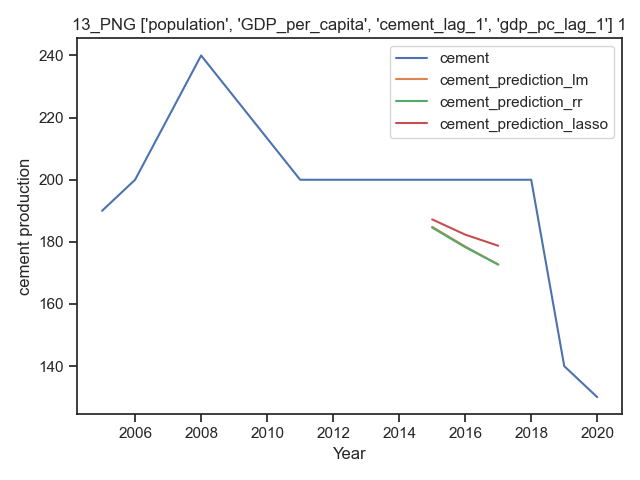 13_PNG ['population', 'GDP_per_capita', 'cement_lag_1', 'gdp_pc_lag_1'] 1
cement
cement_prediction_lm
cement_prediction_rr
cement_prediction_lasso
cement production
240
220
200
180
160
140
2006 2008 2010 2012 2014 2016 2018 2020
Year